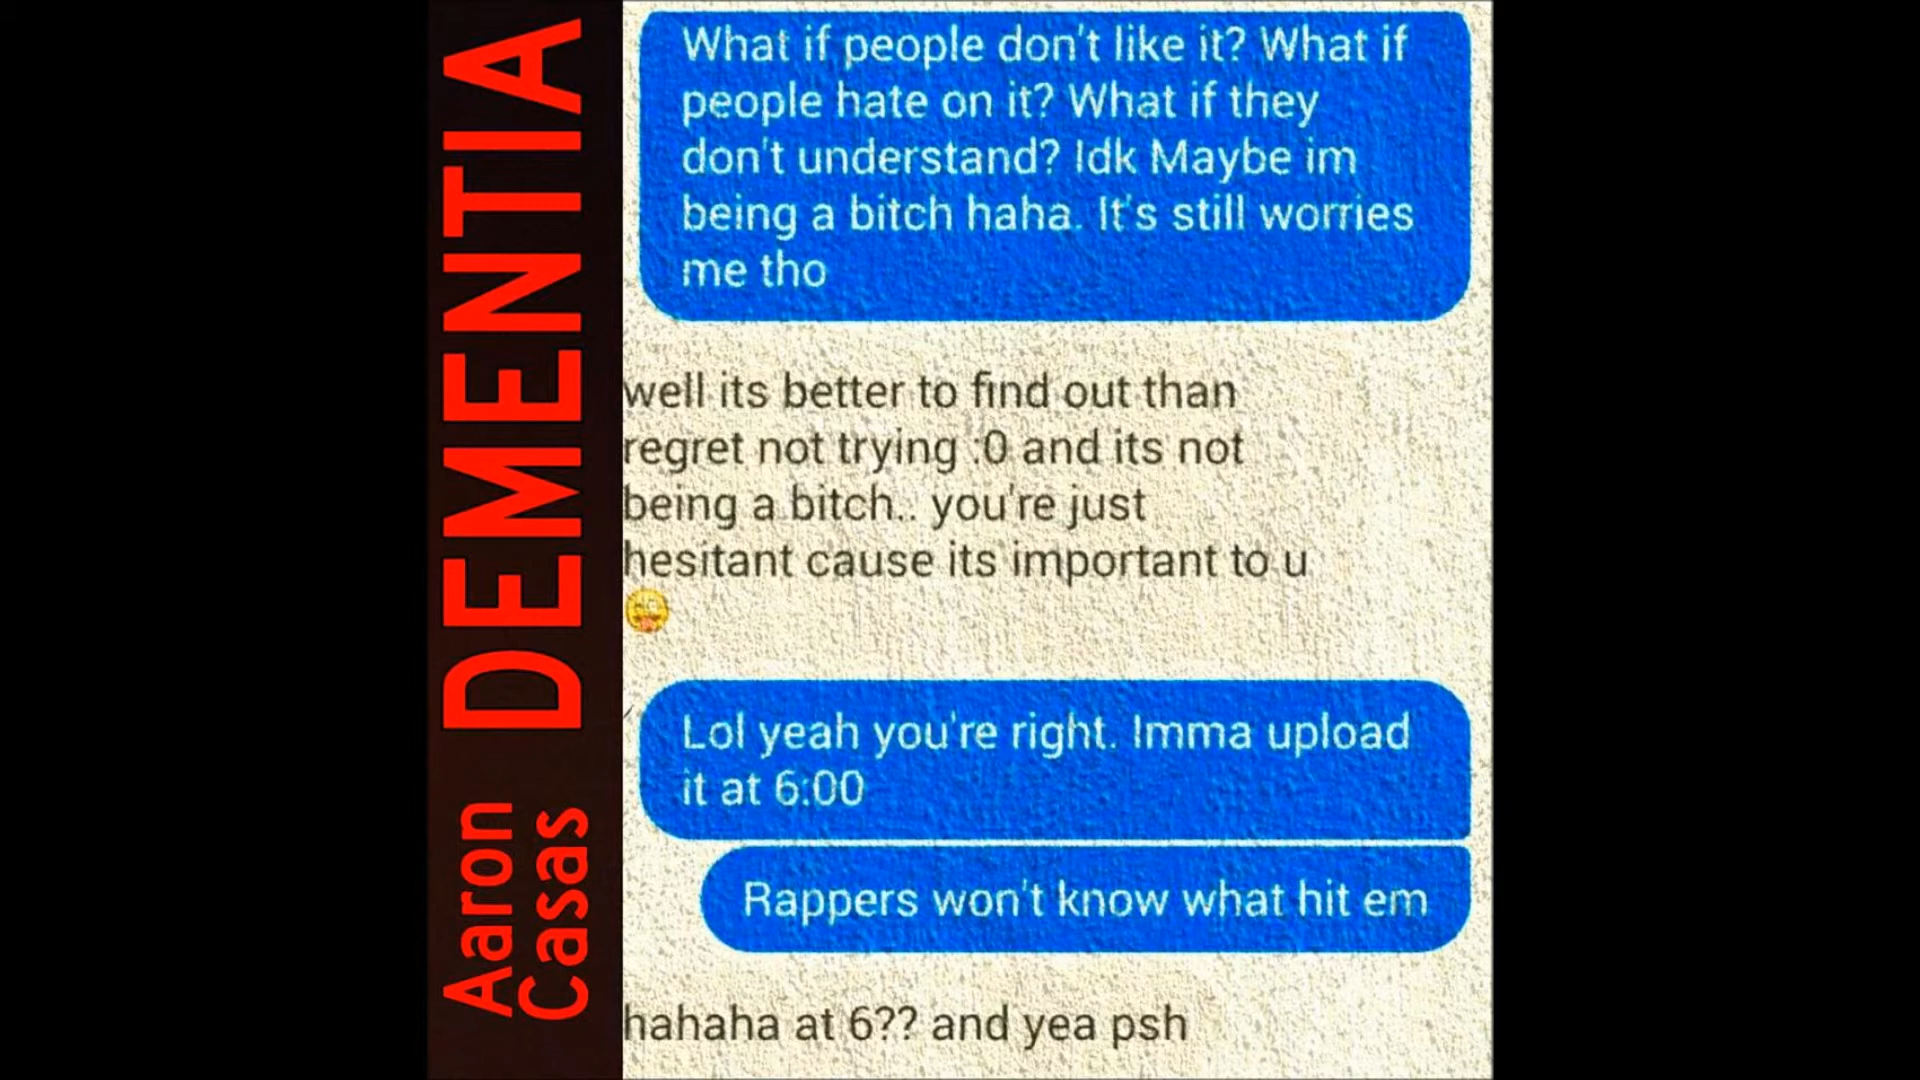 Aaron
Casas
DEMENTIA
What if people don't like it? What if
people hate on it? What if they
don't understand? Idk Maybe im
being a bitch haha. It's still worries
me tho
well its better to find out than
regret not trying :0 and its not
being a bitch.. you're just
hesitant cause its important to u
Lol yeah you're right. Imma upload
it at 6:00
Rappers won't know what hit em
hahaha at 6?? and yea psh